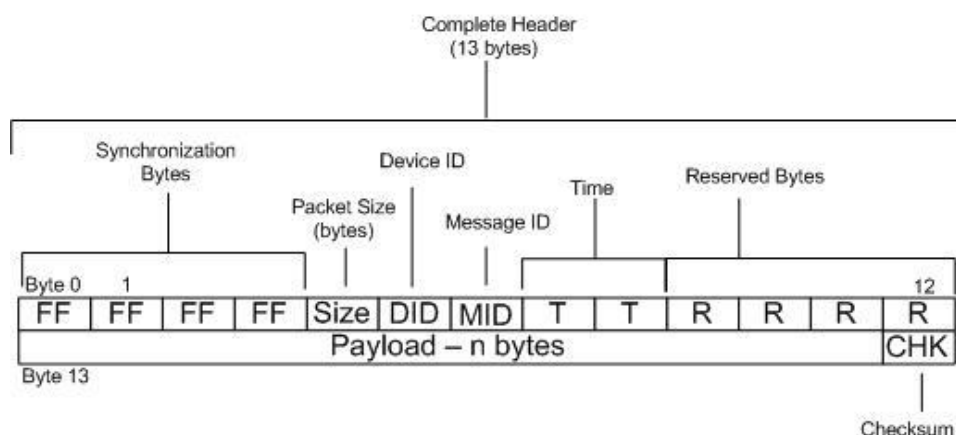 Complete Header
(13 bytes)
Synchronization
Bytes
Device ID
Packet Size
(bytes)
Message ID
Time
Reserved Bytes
Byte 0 1 12
FF FF FF FF Size DID MID T T R R R R
Payload – n bytes CHK
Byte 13
Checksum